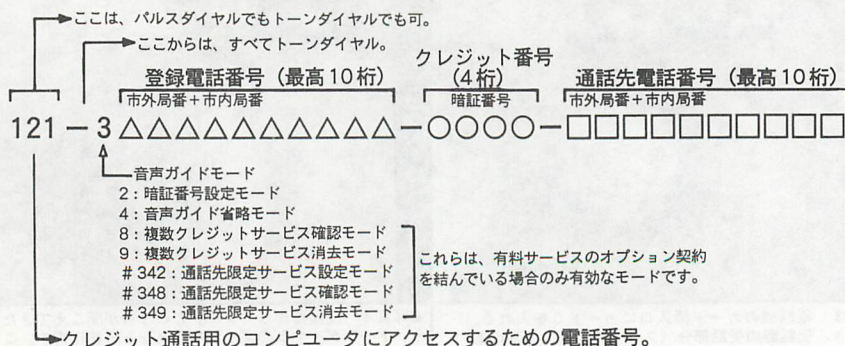 ここは、パルスダイヤルでもトーンダイヤルでも可。
ここからは、すべてトーンダイヤル。
登録電話番号（最高10桁）
クレジット番号
（4桁）
通話先電話番号（最高10桁）
市外局番＋市内局番
暗証番号
市外局番＋市内局番
121－3△△△△△△△△△△－○○○○－□□□□□□□□□□
音声ガイドモード
2：暗証番号設定モード
4：音声ガイド省略モード
8：複数クレジットサービス確認モード
9：複数クレジットサービス消去モード
＃342：通話先限定サービス設定モード
＃348：通話先限定サービス確認モード
＃349：通話先限定サービス消去モード
これらは、有料サービスのオプション契約
を結んでいる場合のみ有効なモードです。
クレジット通話用のコンピュータにアクセスするための電話番号。